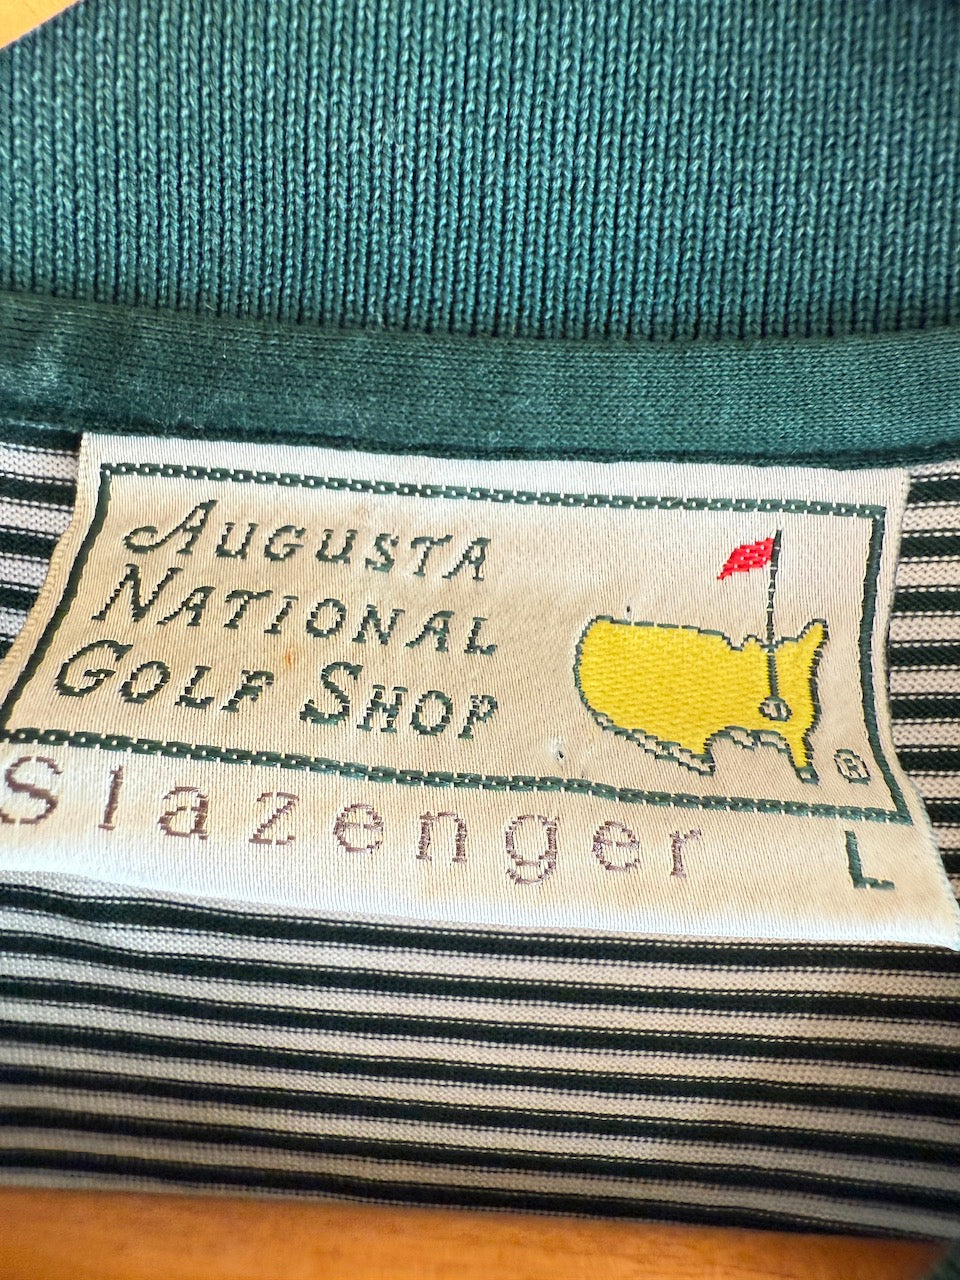 AUGUSTA
NATIONAL
GOLF SHOP
®
Slazenger
L